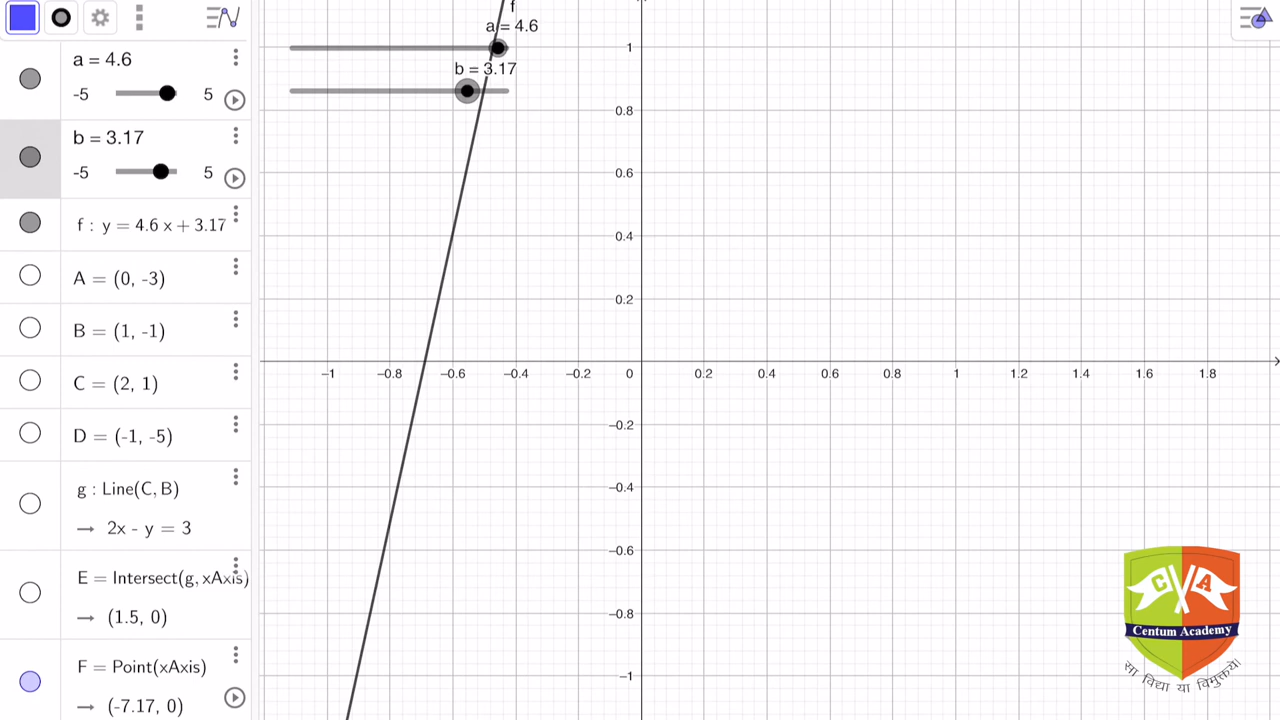 a = 4.6
-5
5
b = 3.17
-5
5
f : y = 4.6 x + 3.17
A = (0, -3)
B = (1, -1)
C = (2, 1)
D = (-1, -5)
g : Line(C, B)
→ 2x - y = 3
E = Intersect(g, xAxis)
→ (1.5, 0)
F = Point(xAxis)
→ (-7.17, 0)
f
a = 4.6
b = 3.17
1
0.8
0.6
0.4
0.2
−1 −0.8 −0.6 −0.4 −0.2 0 0.2 0.4 0.6 0.8 1 1.2 1.4 1.6 1.8
−0.2
−0.4
−0.6
−0.8
−1
C A
Centum Academy
सा विद्या या विमुक्तये।